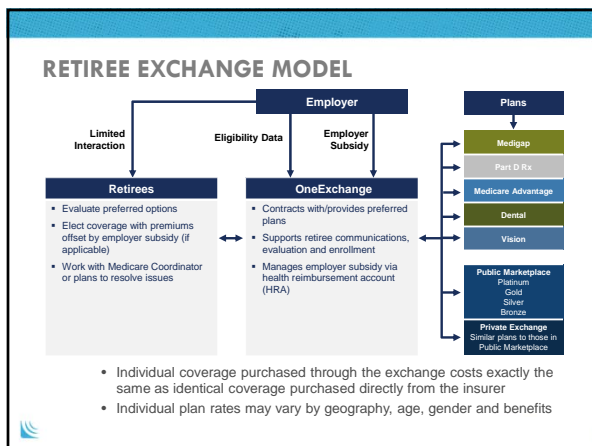 RETIREE EXCHANGE MODEL
Employer
Limited
Interaction
Eligibility Data
Employer
Subsidy
Retirees
▪ Evaluate preferred options
▪ Elect coverage with premiums
offset by employer subsidy (if
applicable)
▪ Work with Medicare Coordinator
or plans to resolve issues
OneExchange
▪ Contracts with/provides preferred
plans
▪ Supports retiree communications,
evaluation and enrollment
▪ Manages employer subsidy via
health reimbursement account
(HRA)
Plans
Medigap
Part D Rx
Medicare Advantage
Dental
Vision
Public Marketplace
Platinum
Gold
Silver
Bronze
Private Exchange
Similar plans to those in
Public Marketplace
• Individual coverage purchased through the exchange costs exactly the
same as identical coverage purchased directly from the insurer
• Individual plan rates may vary by geography, age, gender and benefits